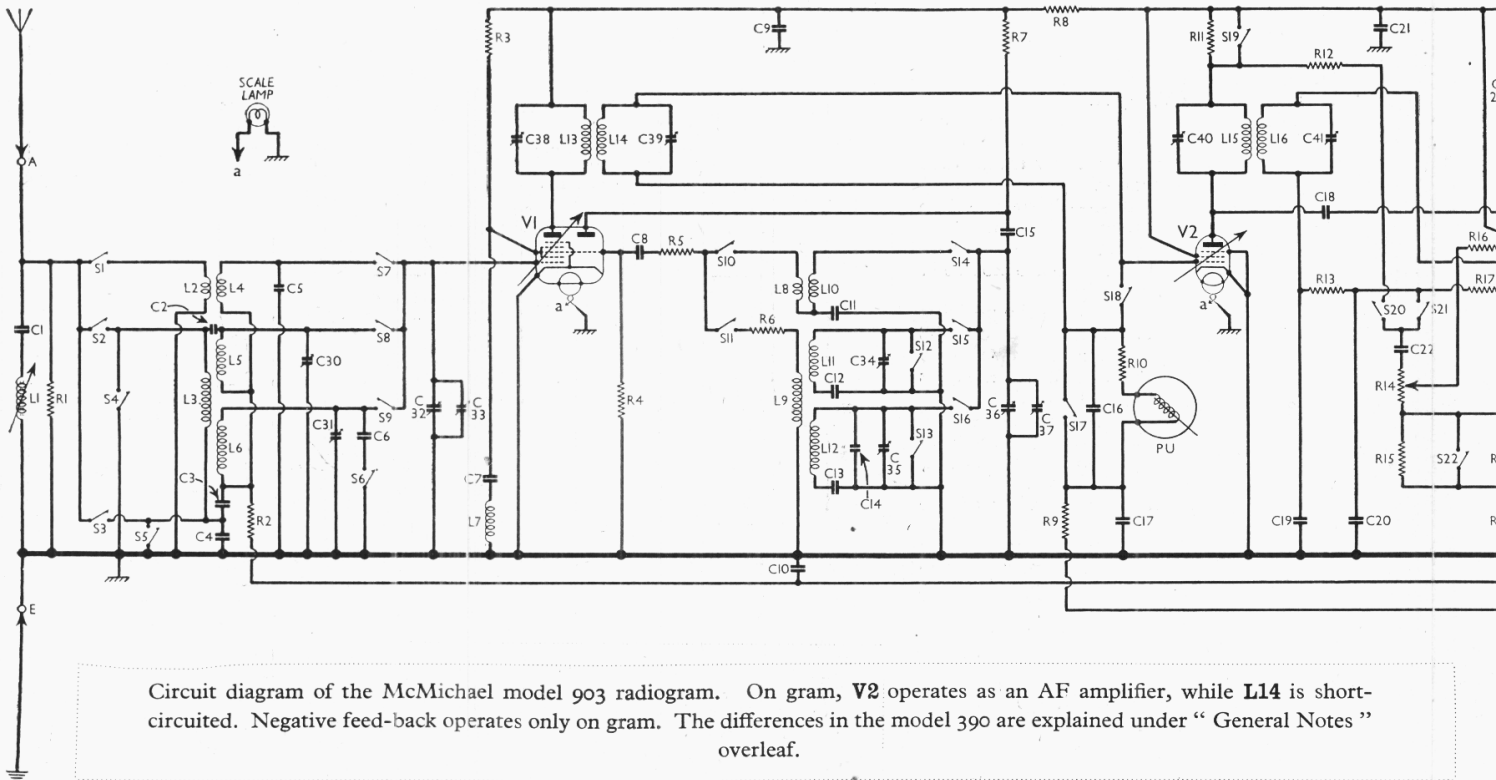 R3
C9
R7
R8
R11
S19
C21
R12
SCALE
LAMP
a
A
C38
L13
L14
C39
C40
L15
L16
C41
V1
V2
C18
C15
C8
R5
S10
S14
R16
S1
S7
L2
L4
C5
L8
L10
C11
S18
a
a
R13
R17
C2
C1
S2
S8
S11
R6
S15
S20
S21
L5
C30
L11
C34
S12
C22
R10
L1
R1
S4
L3
S9
R4
L9
C12
S16
R14
C
32
C
33
C
36
C
37
C16
S17
C31
C6
L6
L12
C
35
S13
PU
R15
S22
C3
S6
C7
C13
C14
S3
S5
C4
R2
L7
R9
C17
C19
C20
C10
E
Circuit diagram of the McMichael model 903 radiogram. On gram, V2 operates as an AF amplifier, while L14 is short-
circuited. Negative feed-back operates only on gram. The differences in the model 390 are explained under “ General Notes ”
overleaf.